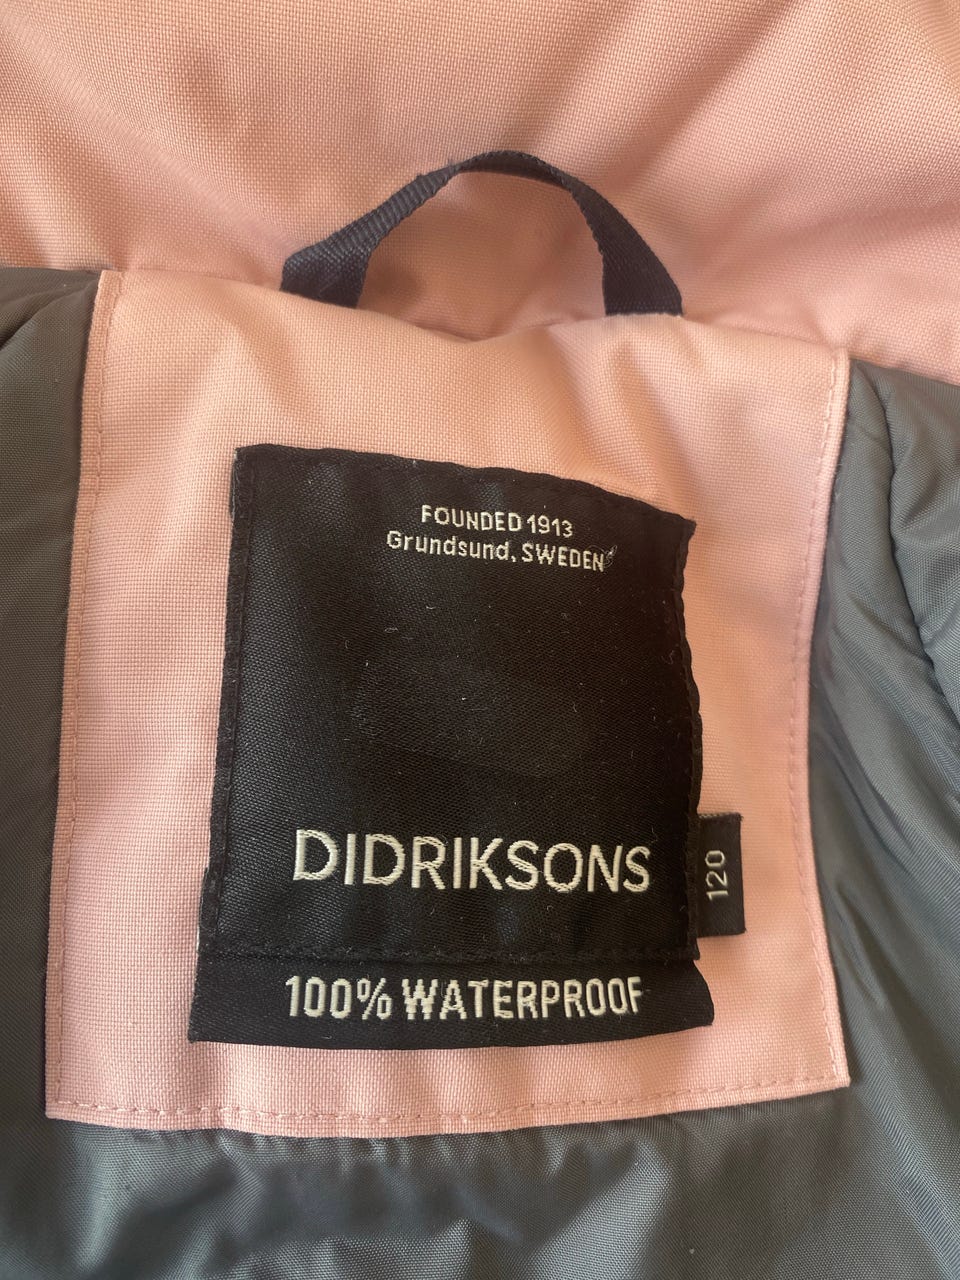 FOUNDED 1913
Grundsund, SWEDEN
DIDRIKSONS
120
100% WATERPROOF